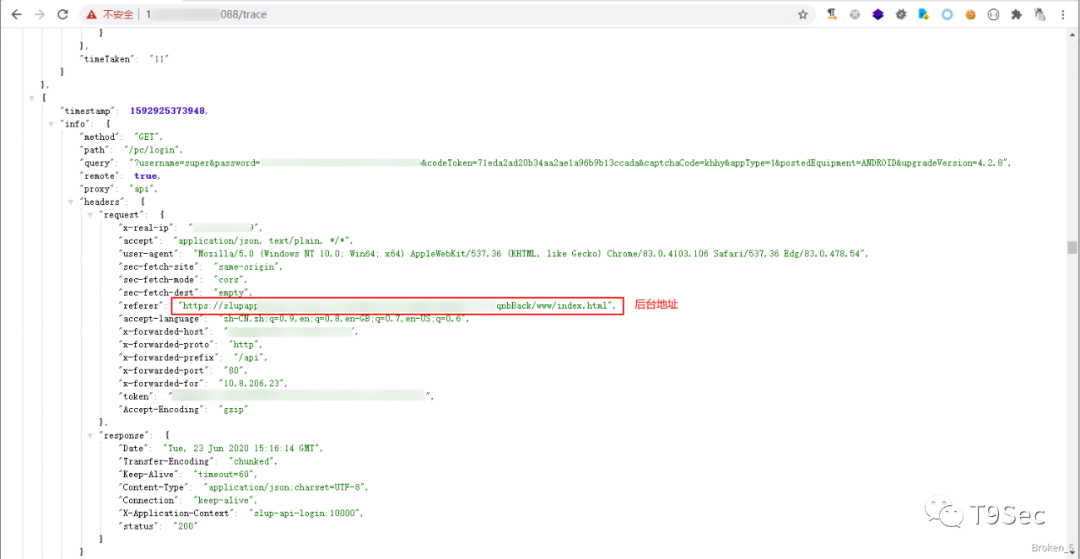 不安全 | 1 088/trace
}
},
"timeTaken": "11"
}
},
{
"timestamp": 1592925373948,
"info": {
"method": "GET",
"path": "/pc/login",
"query": "?username=super&password= &codeToken=71eda2ad20b34aa2ae1a96b9b13ccada&captchaCode=khhy&appType=1&postedEquipment=ANDROID&upgradeVersion=4.2.8",
"remote": true,
"proxy": "api",
"headers": {
"request": {
"x-real-ip": " 9",
"accept": "application/json, text/plain, */*",
"user-agent": "Mozilla/5.0 (Windows NT 10.0; Win64; x64) AppleWebKit/537.36 (KHTML, like Gecko) Chrome/83.0.4103.106 Safari/537.36 Edg/83.0.478.54",
"sec-fetch-site": "same-origin",
"sec-fetch-mode": "cors",
"sec-fetch-dest": "empty",
"referer": "https://slupapp qnbBack/www/index.html", 后台地址
"accept-language": "zh-CN,zh;q=0.9,en;q=0.8,en-GB;q=0.7,en-US;q=0.6",
"x-forwarded-host": " ",
"x-forwarded-proto": "http",
"x-forwarded-prefix": "/api",
"x-forwarded-port": "80",
"x-forwarded-for": "10.8.206.23",
"token": " ",
"Accept-Encoding": "gzip"
},
"response": {
"Date": "Tue, 23 Jun 2020 15:16:14 GMT",
"Transfer-Encoding": "chunked",
"Keep-Alive": "timeout=60",
"Content-Type": "application/json;charset=UTF-8",
"Connection": "keep-alive",
"X-Application-Context": "slup-api-login:10000",
"status": "200"
}
}
T9Sec
Broken_5